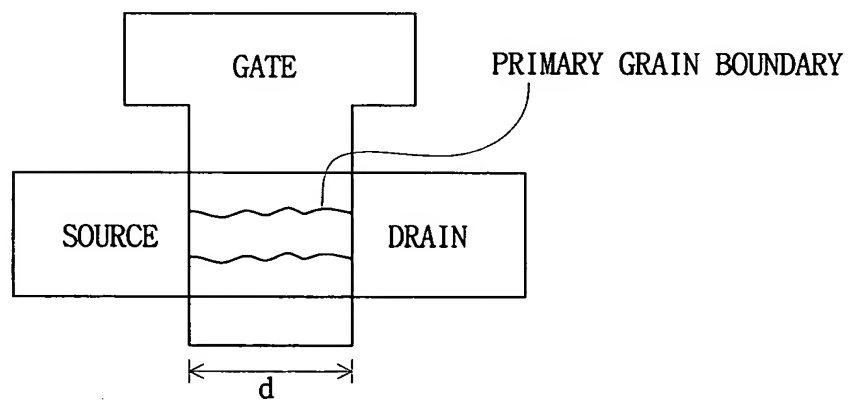 GATE
PRIMARY GRAIN BOUNDARY
SOURCE
DRAIN
d